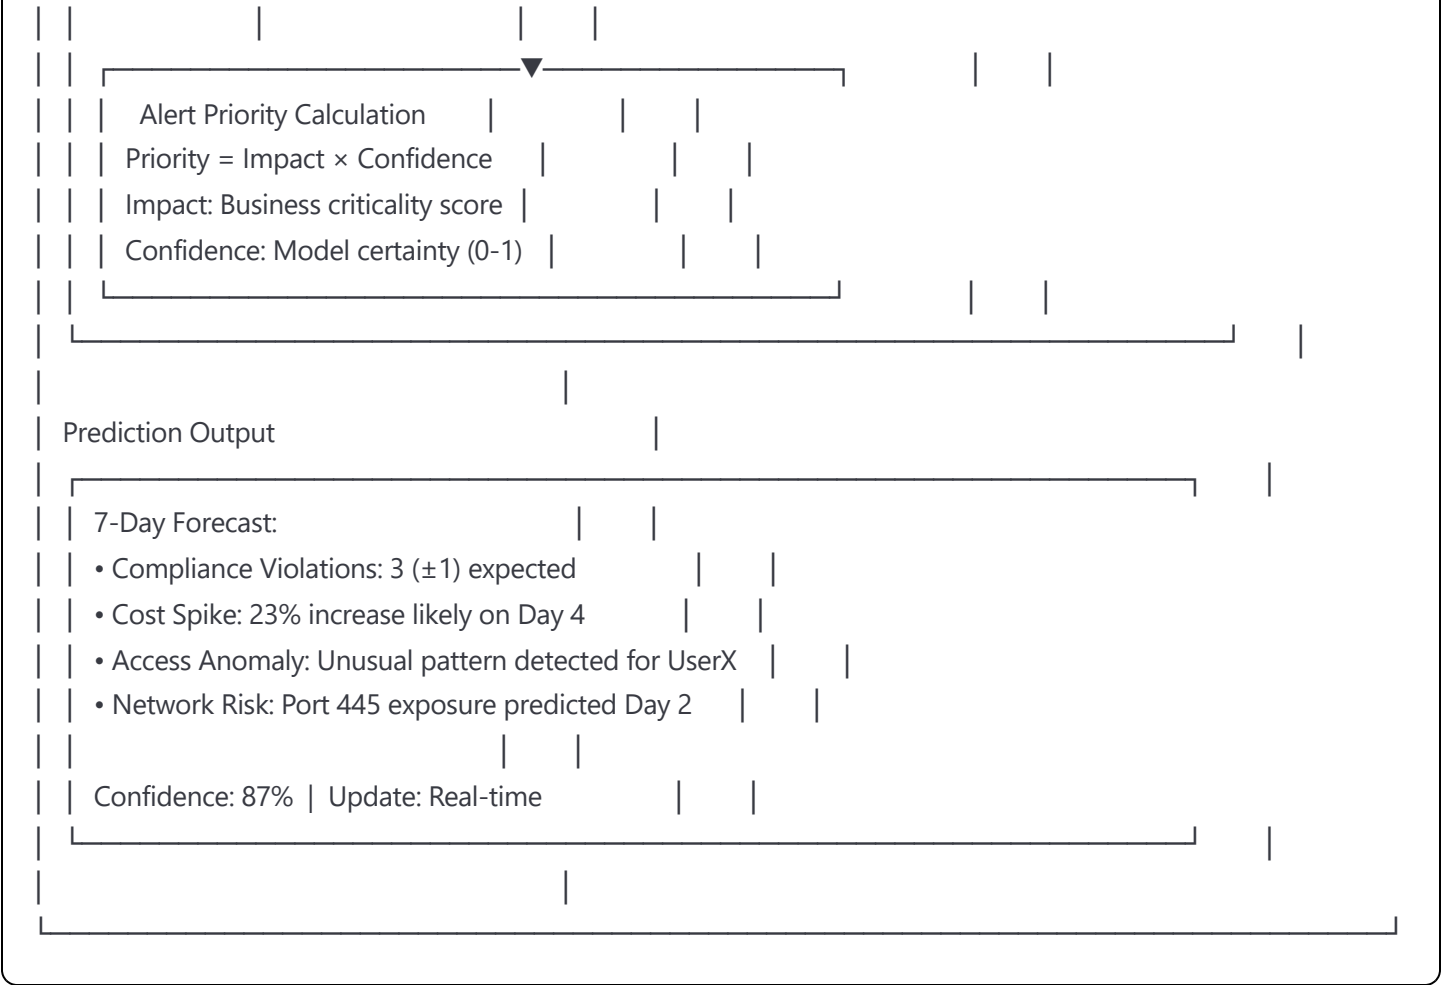 Alert Priority Calculation
Priority = Impact × Confidence
Impact: Business criticality score
Confidence: Model certainty (0-1)
Prediction Output
7-Day Forecast:
• Compliance Violations: 3 (±1) expected
• Cost Spike: 23% increase likely on Day 4
• Access Anomaly: Unusual pattern detected for UserX
• Network Risk: Port 445 exposure predicted Day 2
Confidence: 87% | Update: Real-time